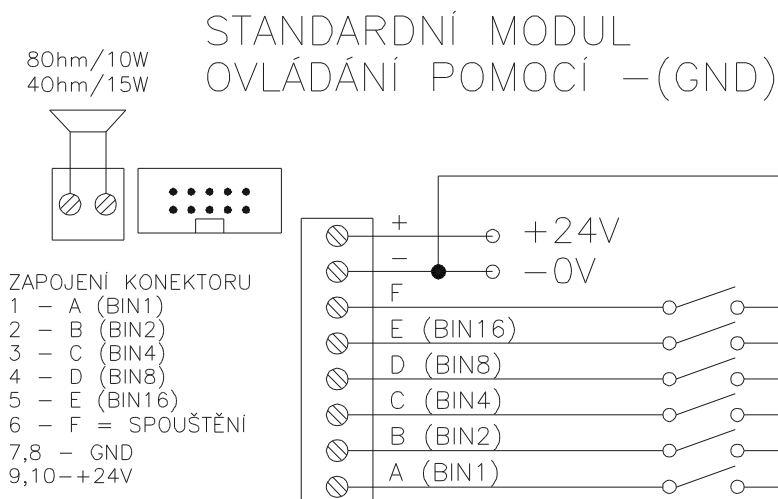 STANDARDNÍ MODUL
OVLÁDÁNÍ POMOCÍ -(GND)
8Ohm/10W
4Ohm/15W
+
+24V
-
-0V
F
E (BIN16)
D (BIN8)
C (BIN4)
B (BIN2)
A (BIN1)
ZAPOJENÍ KONEKTORU
1 - A (BIN1)
2 - B (BIN2)
3 - C (BIN4)
4 - D (BIN8)
5 - E (BIN16)
6 - F = SPOUŠTĚNÍ
7,8 - GND
9,10-+24V